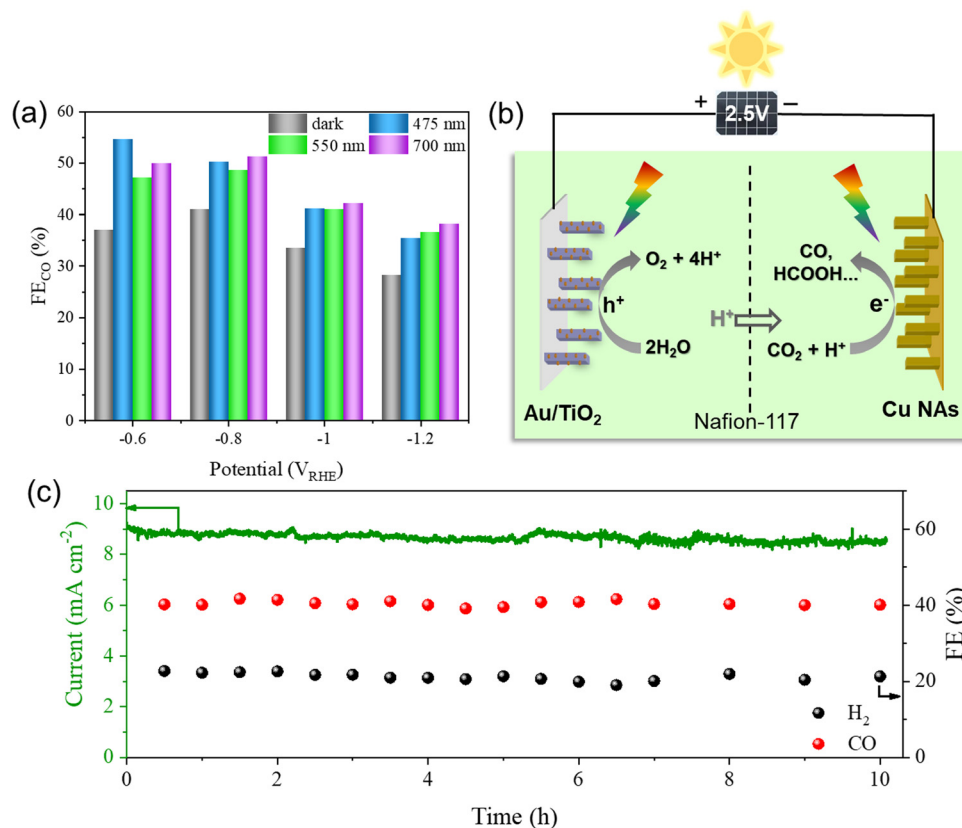 (a)
60
50
40
30
20
10
0
FE_CO (%)
dark
475 nm
550 nm
700 nm
-0.6
-0.8
-1
-1.2
Potential (V_RHE)
(b)
+
2.5V
−
O₂ + 4H⁺
h⁺
2H₂O
Au/TiO₂
H⁺
Nafion-117
CO,
HCOOH...
e⁻
CO₂ + H⁺
Cu NAs
(c)
10
8
6
4
2
0
Current (mA cm⁻²)
60
40
20
0
FE (%)
H₂
CO
0
2
4
6
8
10
Time (h)